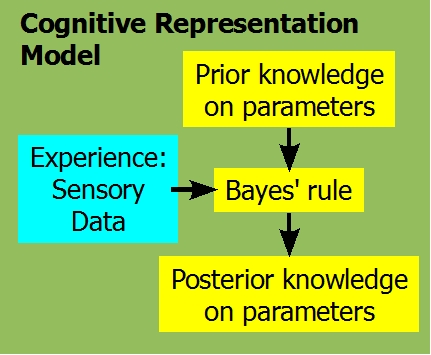 Cognitive Representation
Model
Prior knowledge
on parameters
Experience:
Sensory
Data
Bayes' rule
Posterior knowledge
on parameters